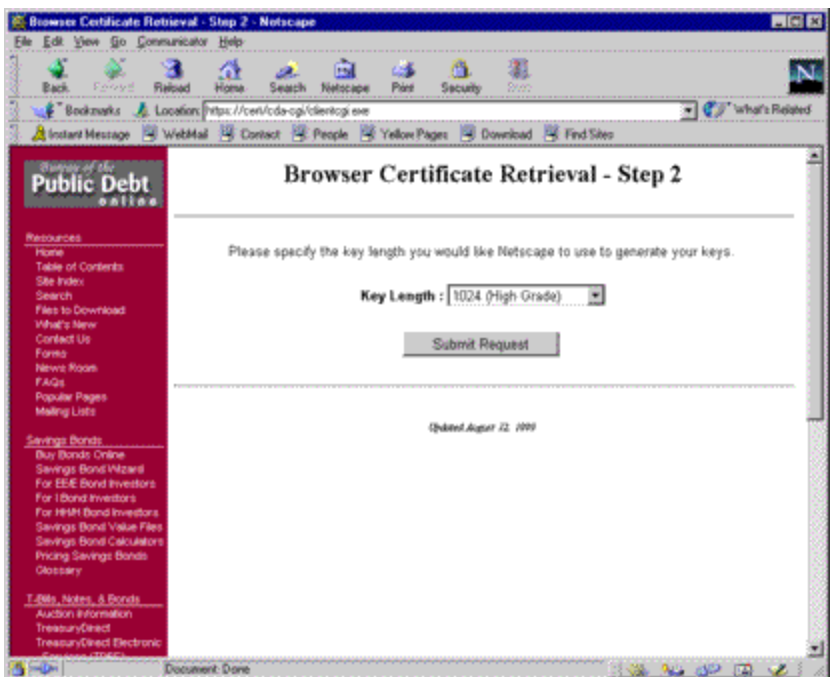 Browser Certificate Retrieval - Step 2 - Netscape
File Edit View Go Communicator Help
Back Forward Reload Home Search Netscape Print Security Stop
Bookmarks Location: https://cert/cda-cgi/clientcgi.exe What's Related
Instant Message WebMail Contact People Yellow Pages Download Find Sites
Bureau of the
Public Debt
online
Resources
Home
Table of Contents
Site Index
Search
Files to Download
What's New
Contact Us
Forms
News Room
FAQs
Popular Pages
Mailing Lists
Savings Bonds
Buy Bonds Online
Savings Bond Wizard
For EE/E Bond Investors
For I Bond Investors
For HH/H Bond Investors
Savings Bond Value Files
Savings Bond Calculators
Pricing Savings Bonds
Glossary
T-Bills, Notes, & Bonds
Auction Information
TreasuryDirect
TreasuryDirect Electronic
Browser Certificate Retrieval - Step 2
Please specify the key length you would like Netscape to use to generate your keys.
Key Length : 1024 (High Grade)
Submit Request
Updated August 12, 1999
Document: Done